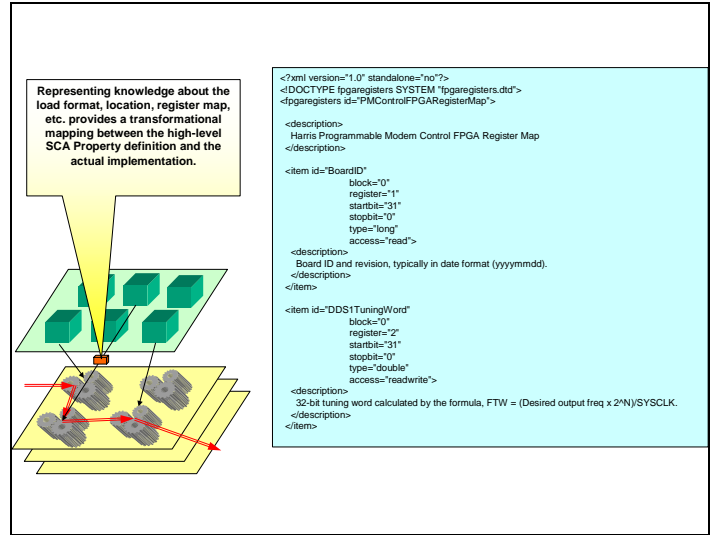 Representing knowledge about the
load format, location, register map,
etc. provides a transformational
mapping between the high-level
SCA Property definition and the
actual implementation.
<?xml version="1.0" standalone="no"?>
<!DOCTYPE fpgaregisters SYSTEM "fpgaregisters.dtd">
<fpgaregisters id="PMControlFPGARegisterMap">
<description>
Harris Programmable Modem Control FPGA Register Map
</description>
<item id="BoardID"
block="0"
register="1"
startbit="31"
stopbit="0"
type="long"
access="read">
<description>
Board ID and revision, typically in date format (yyyymmdd).
</description>
</item>
<item id="DDS1TuningWord"
block="0"
register="2"
startbit="31"
stopbit="0"
type="double"
access="readwrite">
<description>
32-bit tuning word calculated by the formula, FTW = (Desired output freq x 2^N)/SYSCLK.
</description>
</item>